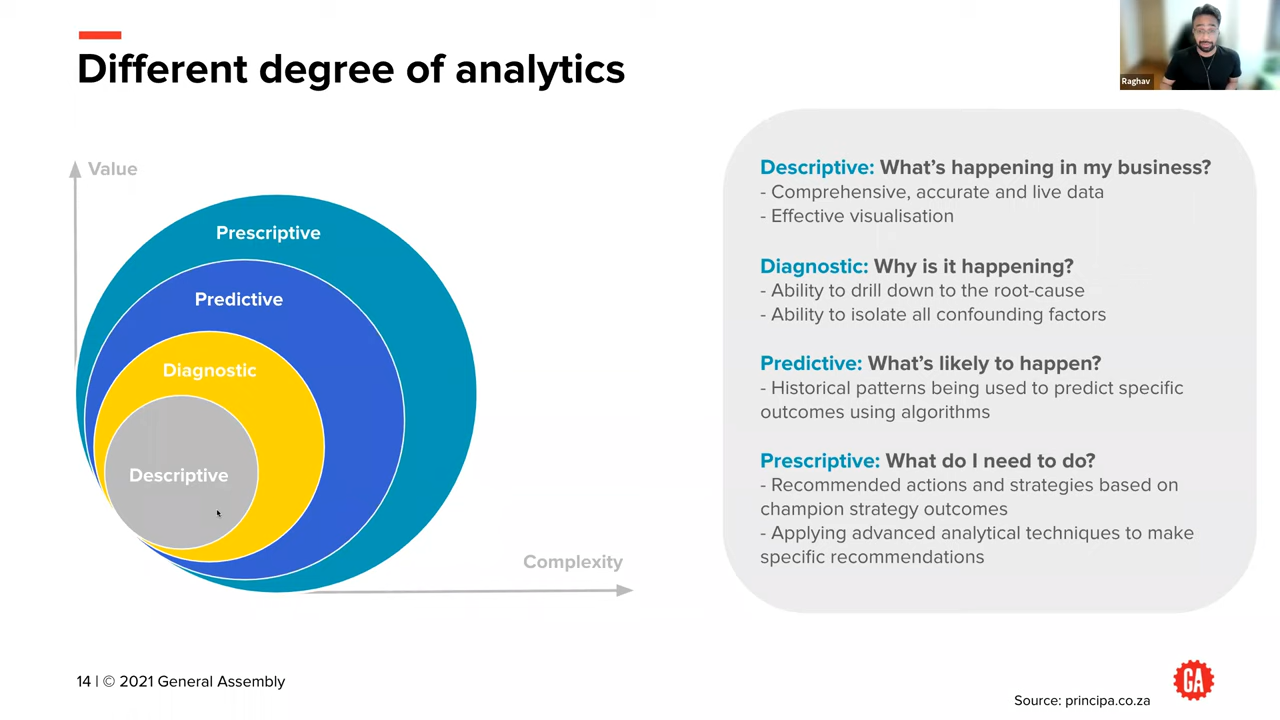 Different degree of analytics
Raghav
Value
Prescriptive
Predictive
Diagnostic
Descriptive
Complexity
Descriptive: What's happening in my business?
- Comprehensive, accurate and live data
- Effective visualisation
Diagnostic: Why is it happening?
- Ability to drill down to the root-cause
- Ability to isolate all confounding factors
Predictive: What's likely to happen?
- Historical patterns being used to predict specific
outcomes using algorithms
Prescriptive: What do I need to do?
- Recommended actions and strategies based on
champion strategy outcomes
- Applying advanced analytical techniques to make
specific recommendations
14 | © 2021 General Assembly
Source: principa.co.za
GA